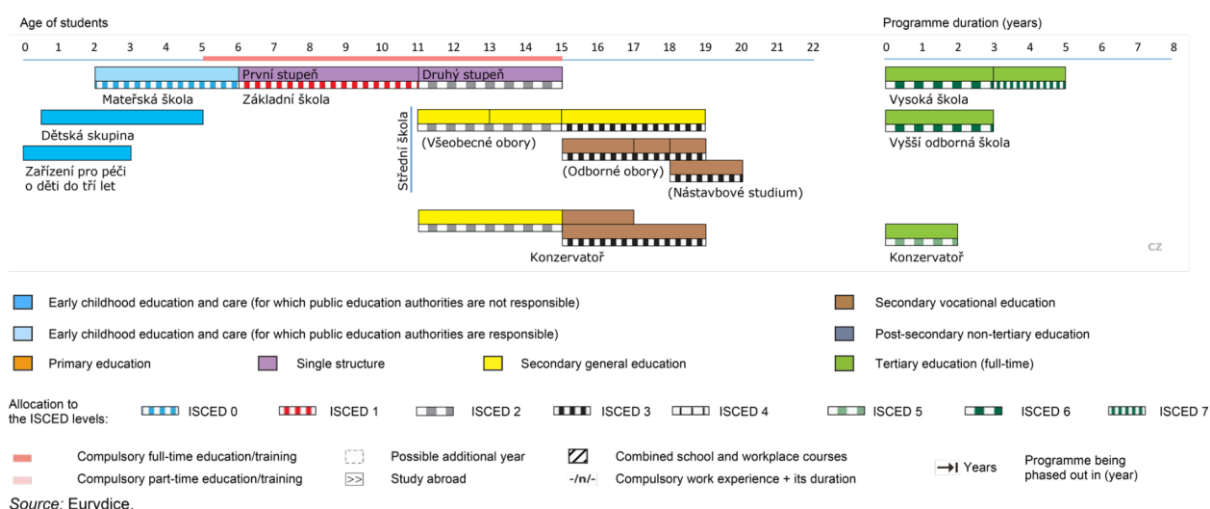 Age of students
Programme duration (years)
0 1 2 3 4 5 6 7 8 9 10 11 12 13 14 15 16 17 18 19 20 21 22
0 1 2 3 4 5 6 7 8
První stupeň
Druhý stupeň
Mateřská škola
Základní škola
Vysoká škola
Dětská skupina
Střední škola
(Všeobecné obory)
Vyšší odborná škola
Zařízení pro péči
o děti do tří let
(Odborné obory)
(Nástavbové studium)
Konzervatoř
Konzervatoř
CZ
Early childhood education and care (for which public education authorities are not responsible)
Secondary vocational education
Early childhood education and care (for which public education authorities are responsible)
Post-secondary non-tertiary education
Primary education
Single structure
Secondary general education
Tertiary education (full-time)
Allocation to
the ISCED levels:
ISCED 0
ISCED 1
ISCED 2
ISCED 3
ISCED 4
ISCED 5
ISCED 6
ISCED 7
Compulsory full-time education/training
Possible additional year
Combined school and workplace courses
Years
Programme being
phased out in (year)
Compulsory part-time education/training
>>
Study abroad
-/n/-
Compulsory work experience + its duration
Source: Eurydice.